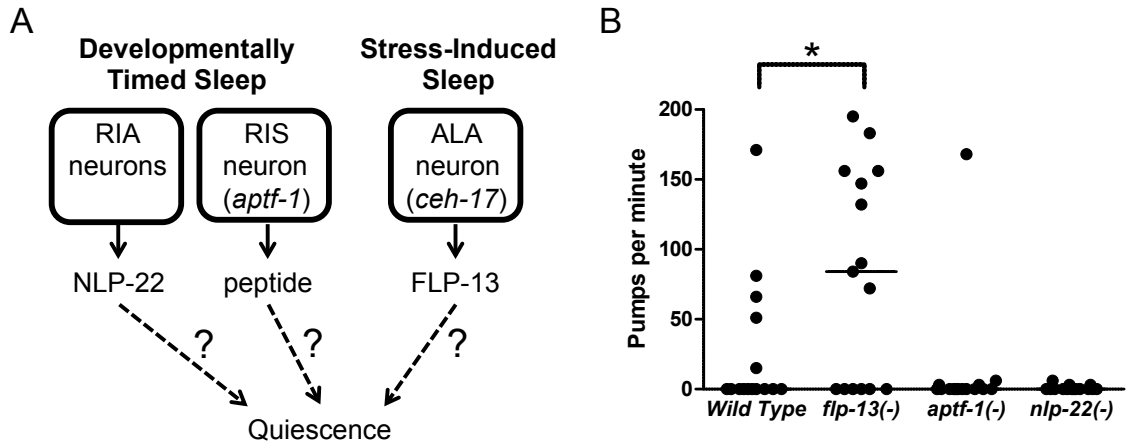 A
Developmentally
Timed Sleep
Stress-Induced
Sleep
RIA
neurons
RIS
neuron
(aptf-1)
ALA
neuron
(ceh-17)
NLP-22
peptide
FLP-13
?
?
?
Quiescence
B
*
Pumps per minute
200
150
100
50
0
Wild Type
flp-13(-)
aptf-1(-)
nlp-22(-)